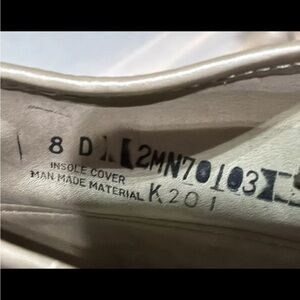 8 D 2MN70103
INSOLE COVER
MAN MADE MATERIAL K201